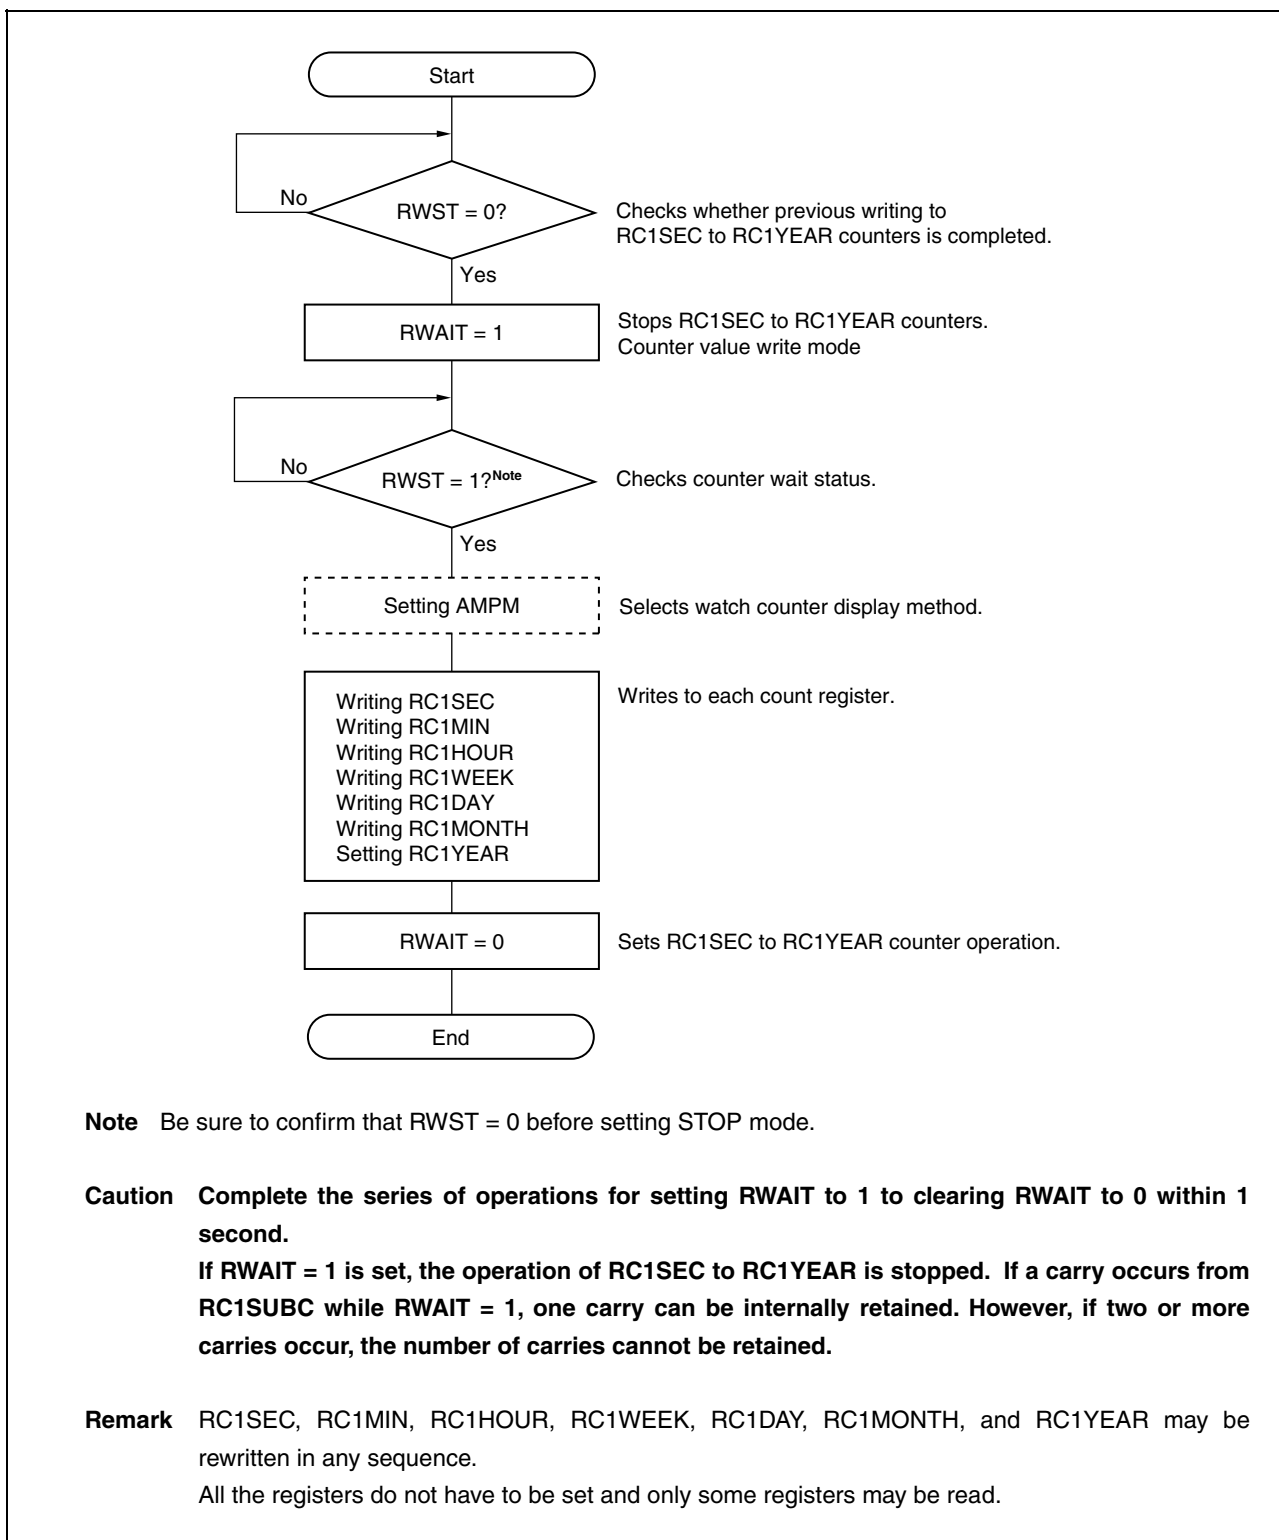 Start
No
RWST = 0?
Checks whether previous writing to
RC1SEC to RC1YEAR counters is completed.
Yes
RWAIT = 1
Stops RC1SEC to RC1YEAR counters.
Counter value write mode
No
RWST = 1?Note
Checks counter wait status.
Yes
Setting AMPM
Selects watch counter display method.
Writing RC1SEC
Writes to each count register.
Writing RC1MIN
Writing RC1HOUR
Writing RC1WEEK
Writing RC1DAY
Writing RC1MONTH
Setting RC1YEAR
RWAIT = 0
Sets RC1SEC to RC1YEAR counter operation.
End
Note Be sure to confirm that RWST = 0 before setting STOP mode.
Caution Complete the series of operations for setting RWAIT to 1 to clearing RWAIT to 0 within 1
second.
If RWAIT = 1 is set, the operation of RC1SEC to RC1YEAR is stopped. If a carry occurs from
RC1SUBC while RWAIT = 1, one carry can be internally retained. However, if two or more
carries occur, the number of carries cannot be retained.
Remark RC1SEC, RC1MIN, RC1HOUR, RC1WEEK, RC1DAY, RC1MONTH, and RC1YEAR may be
rewritten in any sequence.
All the registers do not have to be set and only some registers may be read.